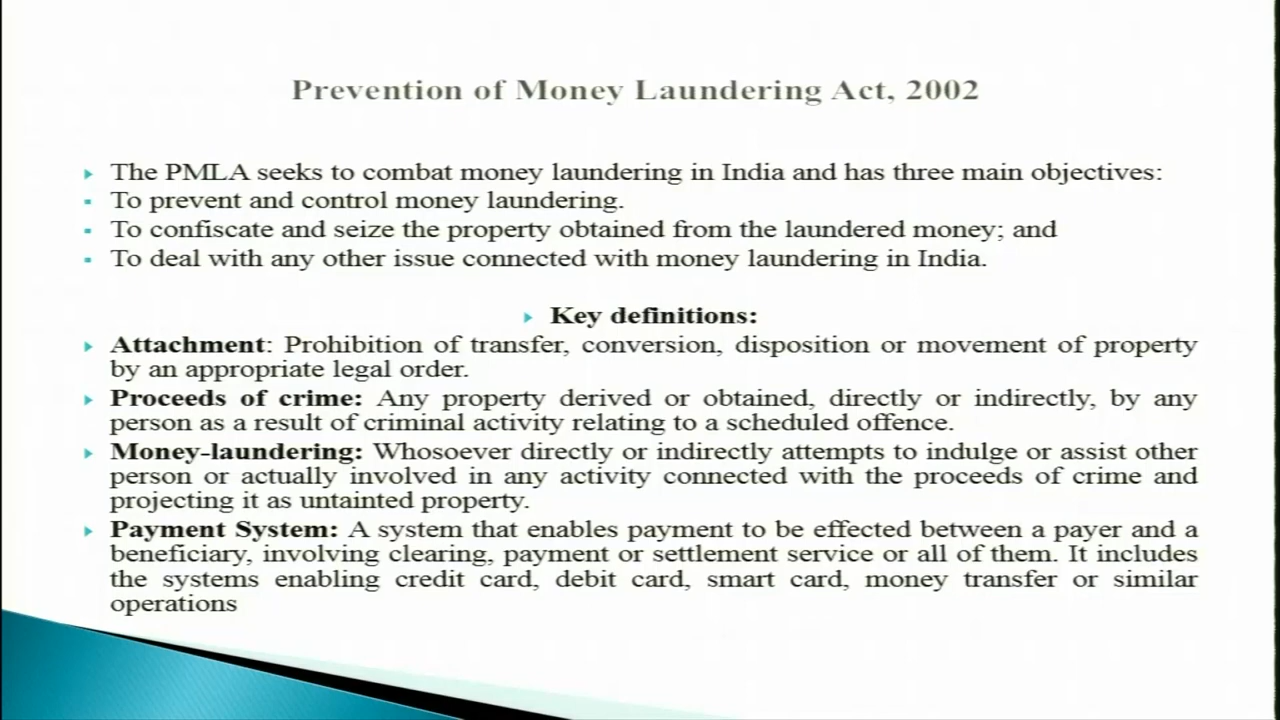 Prevention of Money Laundering Act, 2002
The PMLA seeks to combat money laundering in India and has three main objectives:
To prevent and control money laundering.
To confiscate and seize the property obtained from the laundered money; and
To deal with any other issue connected with money laundering in India.
Key definitions:
Attachment: Prohibition of transfer, conversion, disposition or movement of property
by an appropriate legal order.
Proceeds of crime: Any property derived or obtained, directly or indirectly, by any
person as a result of criminal activity relating to a scheduled offence.
Money-laundering: Whosoever directly or indirectly attempts to indulge or assist other
person or actually involved in any activity connected with the proceeds of crime and
projecting it as untainted property.
Payment System: A system that enables payment to be effected between a payer and a
beneficiary, involving clearing, payment or settlement service or all of them. It includes
the systems enabling credit card, debit card, smart card, money transfer or similar
operations